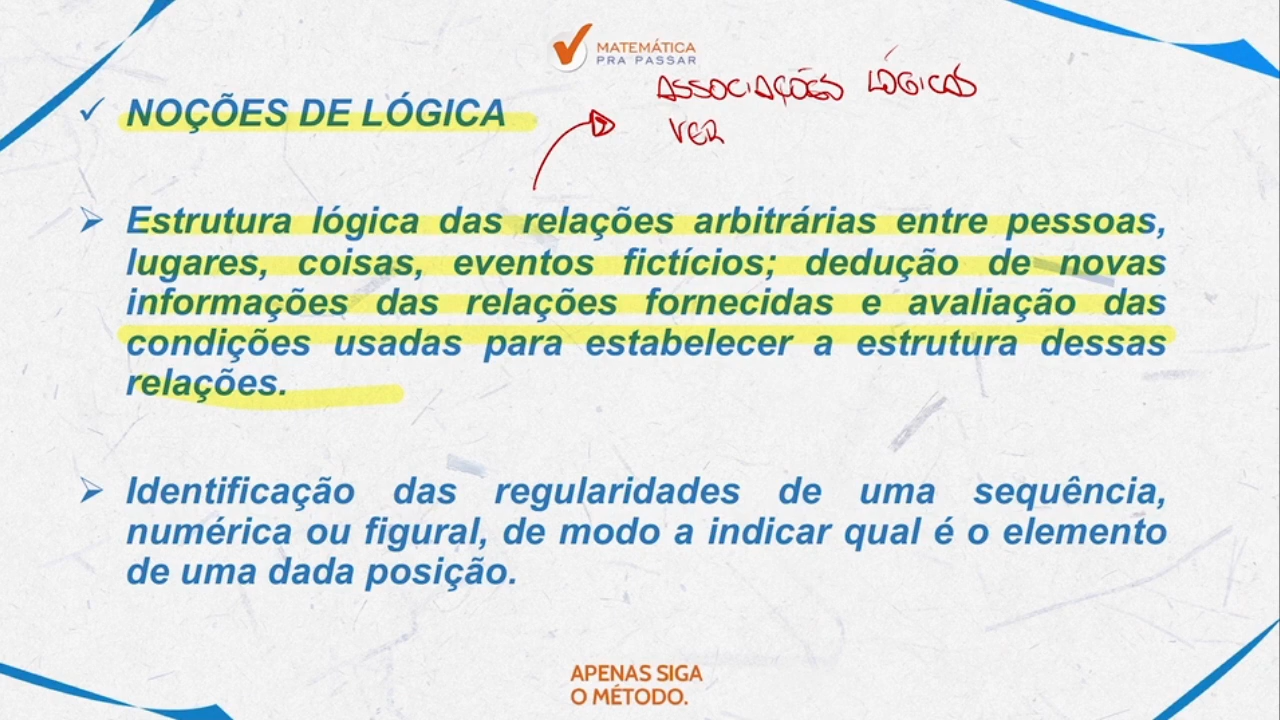 MATEMÁTICA
PRA PASSAR
ASSOCIAÇÕES LÓGICAS
NOÇÕES DE LÓGICA
VER
Estrutura lógica das relações arbitrárias entre pessoas,
lugares, coisas, eventos fictícios; dedução de novas
informações das relações fornecidas e avaliação das
condições usadas para estabelecer a estrutura dessas
relações.
Identificação das regularidades de uma sequência,
numérica ou figural, de modo a indicar qual é o elemento
de uma dada posição.
APENAS SIGA
O MÉTODO.